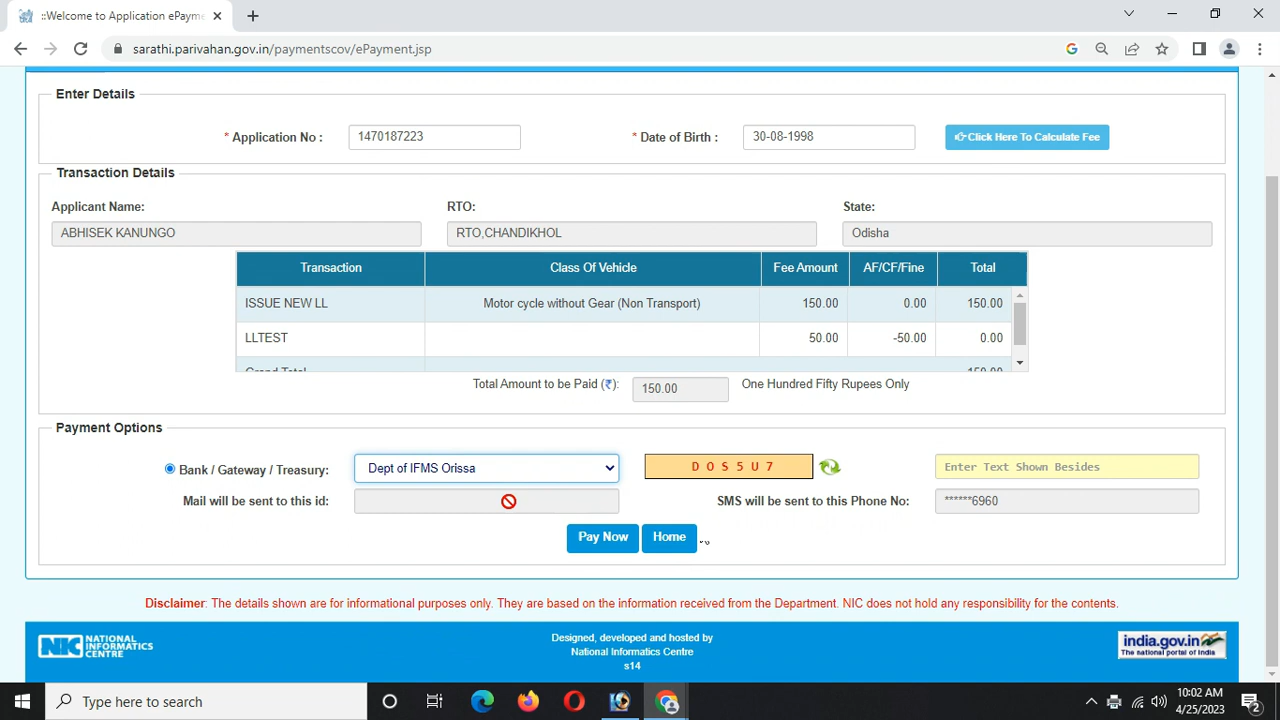 ::Welcome to Application ePayme
sarathi.parivahan.gov.in/paymentscov/ePayment.jsp
Enter Details
* Application No :
1470187223
* Date of Birth :
30-08-1998
Click Here To Calculate Fee
Transaction Details
Applicant Name:
RTO:
State:
ABHISEK KANUNGO
RTO,CHANDIKHOL
Odisha
Transaction Class Of Vehicle Fee Amount AF/CF/Fine Total
ISSUE NEW LL Motor cycle without Gear (Non Transport) 150.00 0.00 150.00
LLTEST 50.00 -50.00 0.00
Grand Total 150.00
Total Amount to be Paid (₹): 150.00 One Hundred Fifty Rupees Only
Payment Options
Bank / Gateway / Treasury: Dept of IFMS Orissa D O S 5 U 7 Enter Text Shown Besides
Mail will be sent to this id: SMS will be sent to this Phone No: ******6960
Pay Now Home
Disclaimer: The details shown are for informational purposes only. They are based on the information received from the Department. NIC does not hold any responsibility for the contents.
NIC NATIONAL INFORMATICS CENTRE
Designed, developed and hosted by
National Informatics Centre
s14
india.gov.in
The national portal of India
Type here to search
10:02 AM
4/25/2023
2